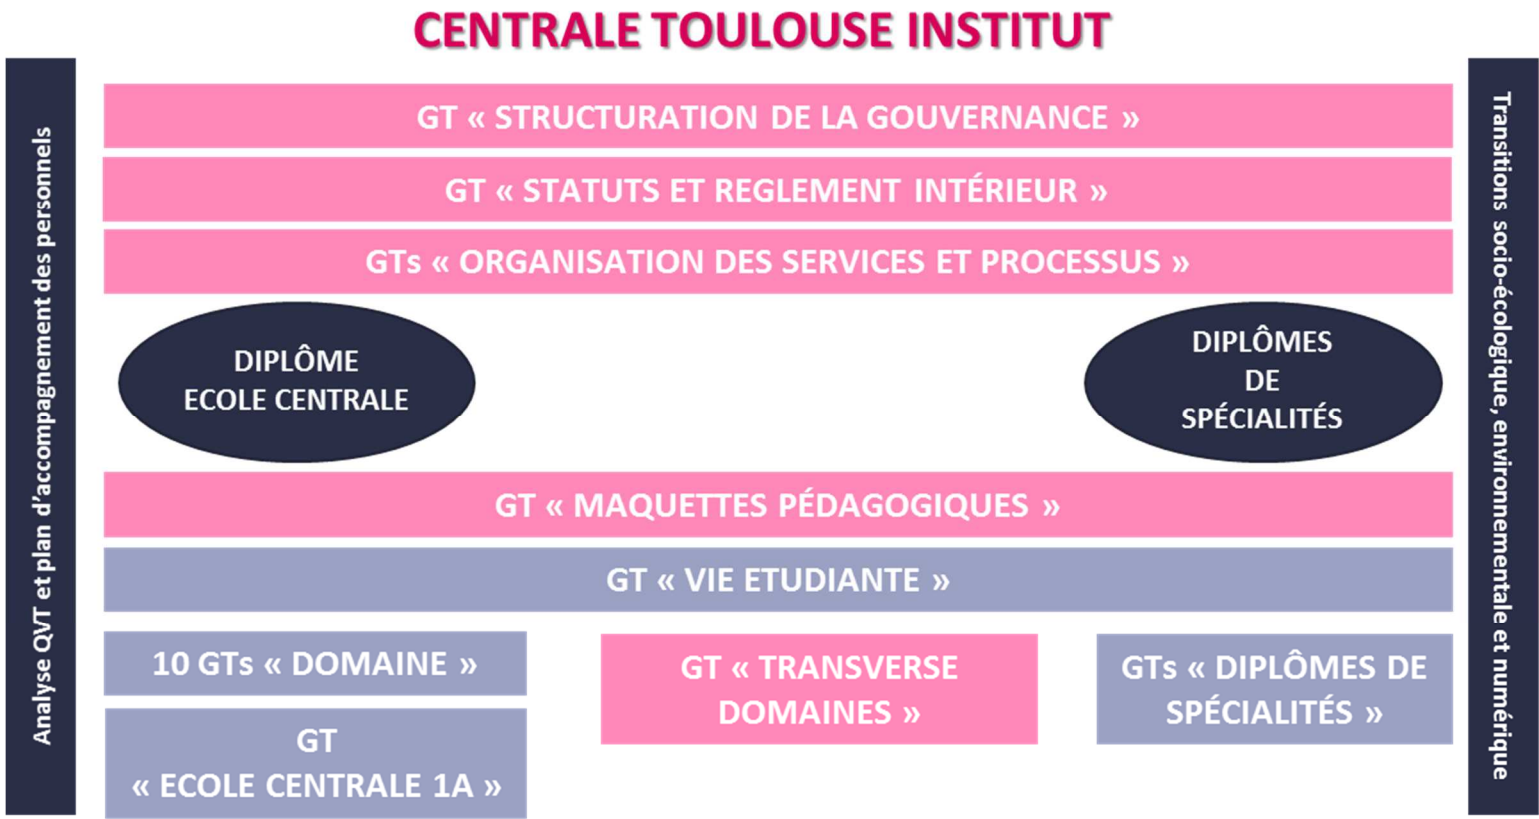 CENTRALE TOULOUSE INSTITUT
Analyse QVT et plan d'accompagnement des personnels
GT « STRUCTURATION DE LA GOUVERNANCE »
GT « STATUTS ET REGLEMENT INTÉRIEUR »
GTs « ORGANISATION DES SERVICES ET PROCESSUS »
DIPLÔME
ECOLE CENTRALE
DIPLÔMES
DE
SPÉCIALITÉS
GT « MAQUETTES PÉDAGOGIQUES »
GT « VIE ETUDIANTE »
10 GTs « DOMAINE »
GT
« ECOLE CENTRALE 1A »
GT « TRANSVERSE
DOMAINES »
GTs « DIPLÔMES DE
SPÉCIALITÉS »
Transitions socio-écologique, environnementale et numérique